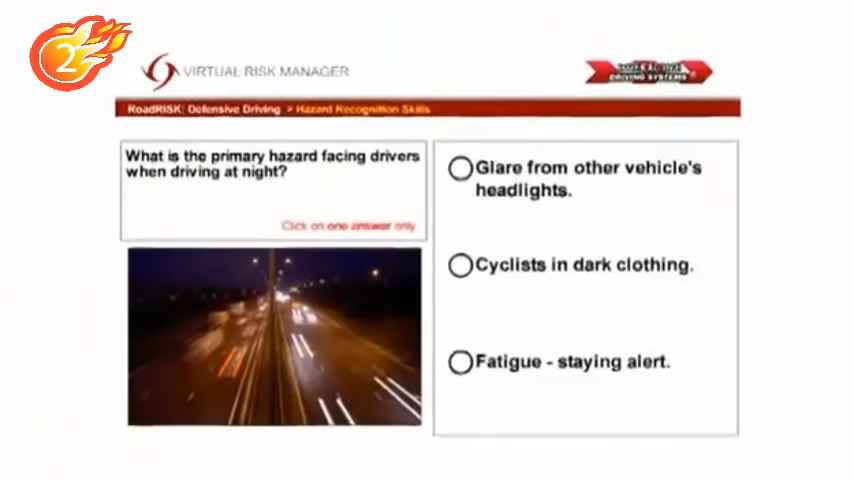 2
VIRTUAL RISK MANAGER
DRIVING SYSTEMS
RoadRISK: Defensive Driving > Hazard Recognition Skills
What is the primary hazard facing drivers
when driving at night?
Click on one answer only
Glare from other vehicle's
headlights.
Cyclists in dark clothing.
Fatigue - staying alert.